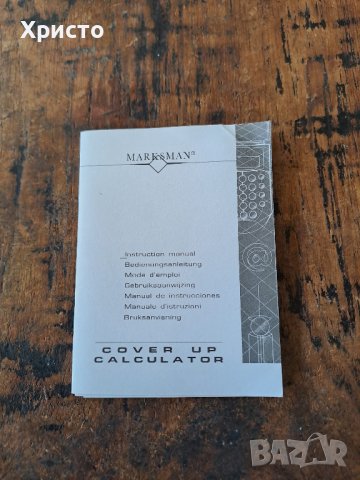 Христо
MARKSMAN
Instruction manual
Bedienungsanleitung
Mode d'emploi
Gebruiksaanwijzing
Manual de instrucciones
Manuale d'istruzioni
Bruksanvisning
COVER UP
CALCULATOR
BAZAR